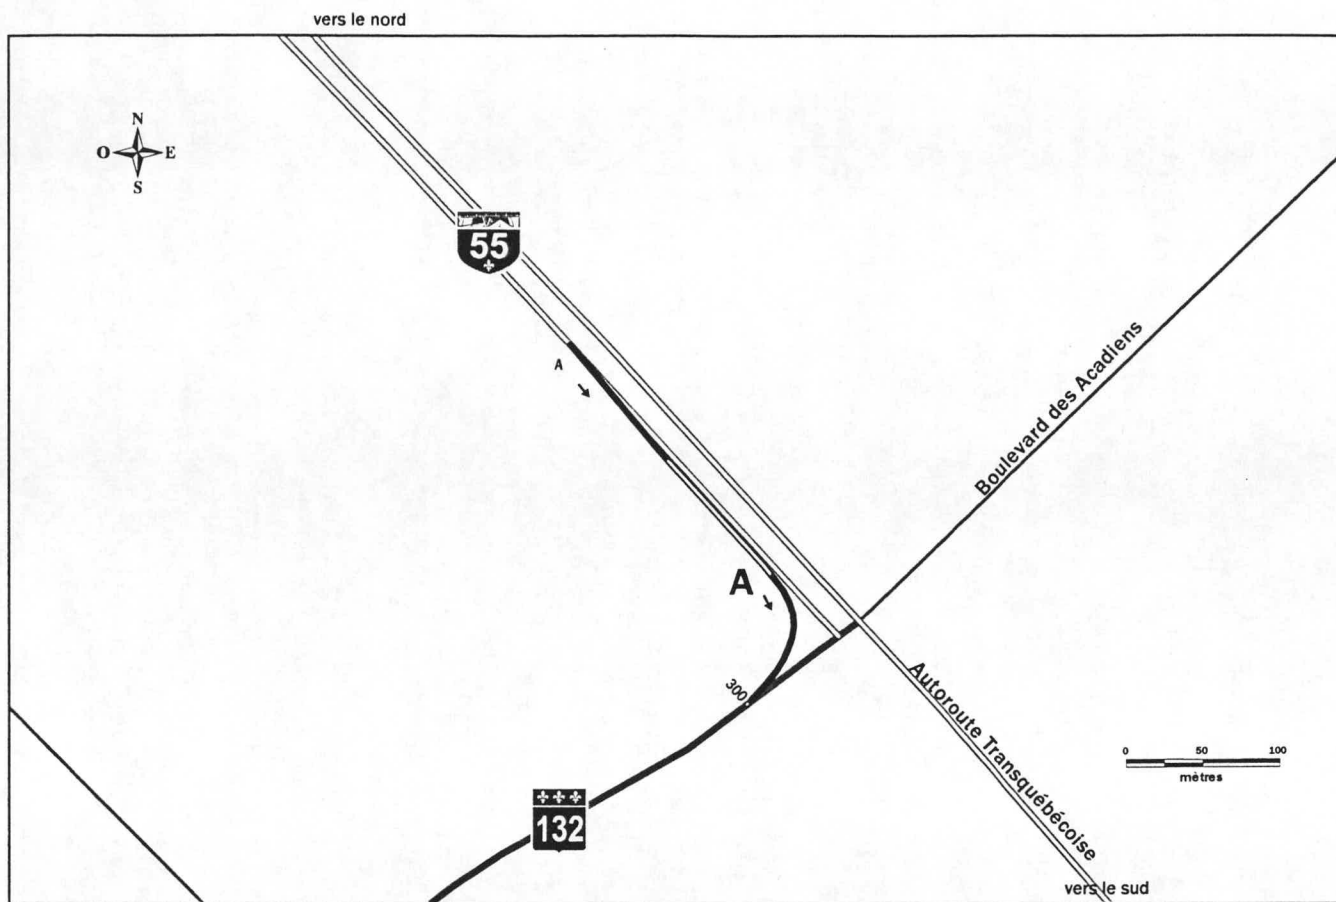 vers le nord
N
O E
S
55
A
Boulevard des Acadiens
A
300
Autoroute Transquébécoise
0 50 100
mètres
132
vers le sud